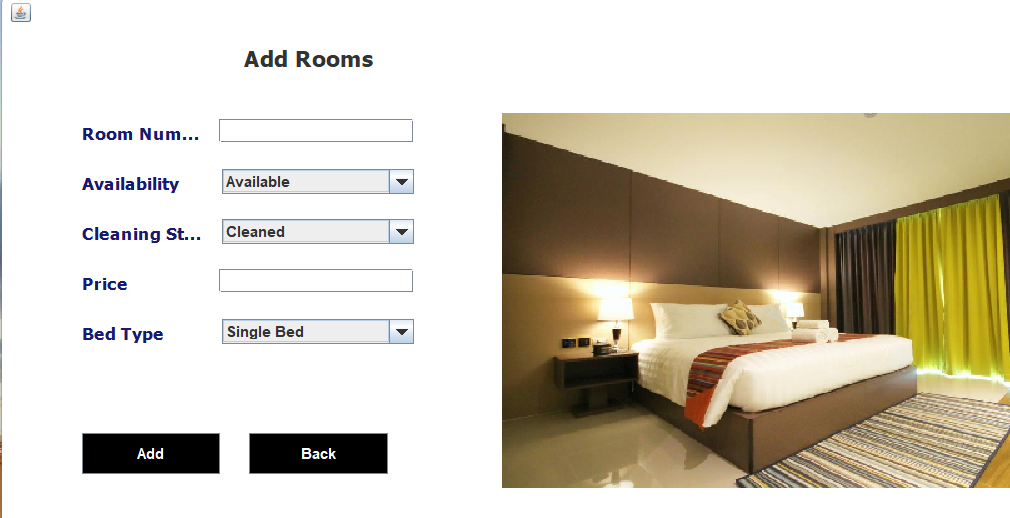 Add Rooms
Room Num...
Availability Available
Cleaning St... Cleaned
Price
Bed Type Single Bed
Add Back